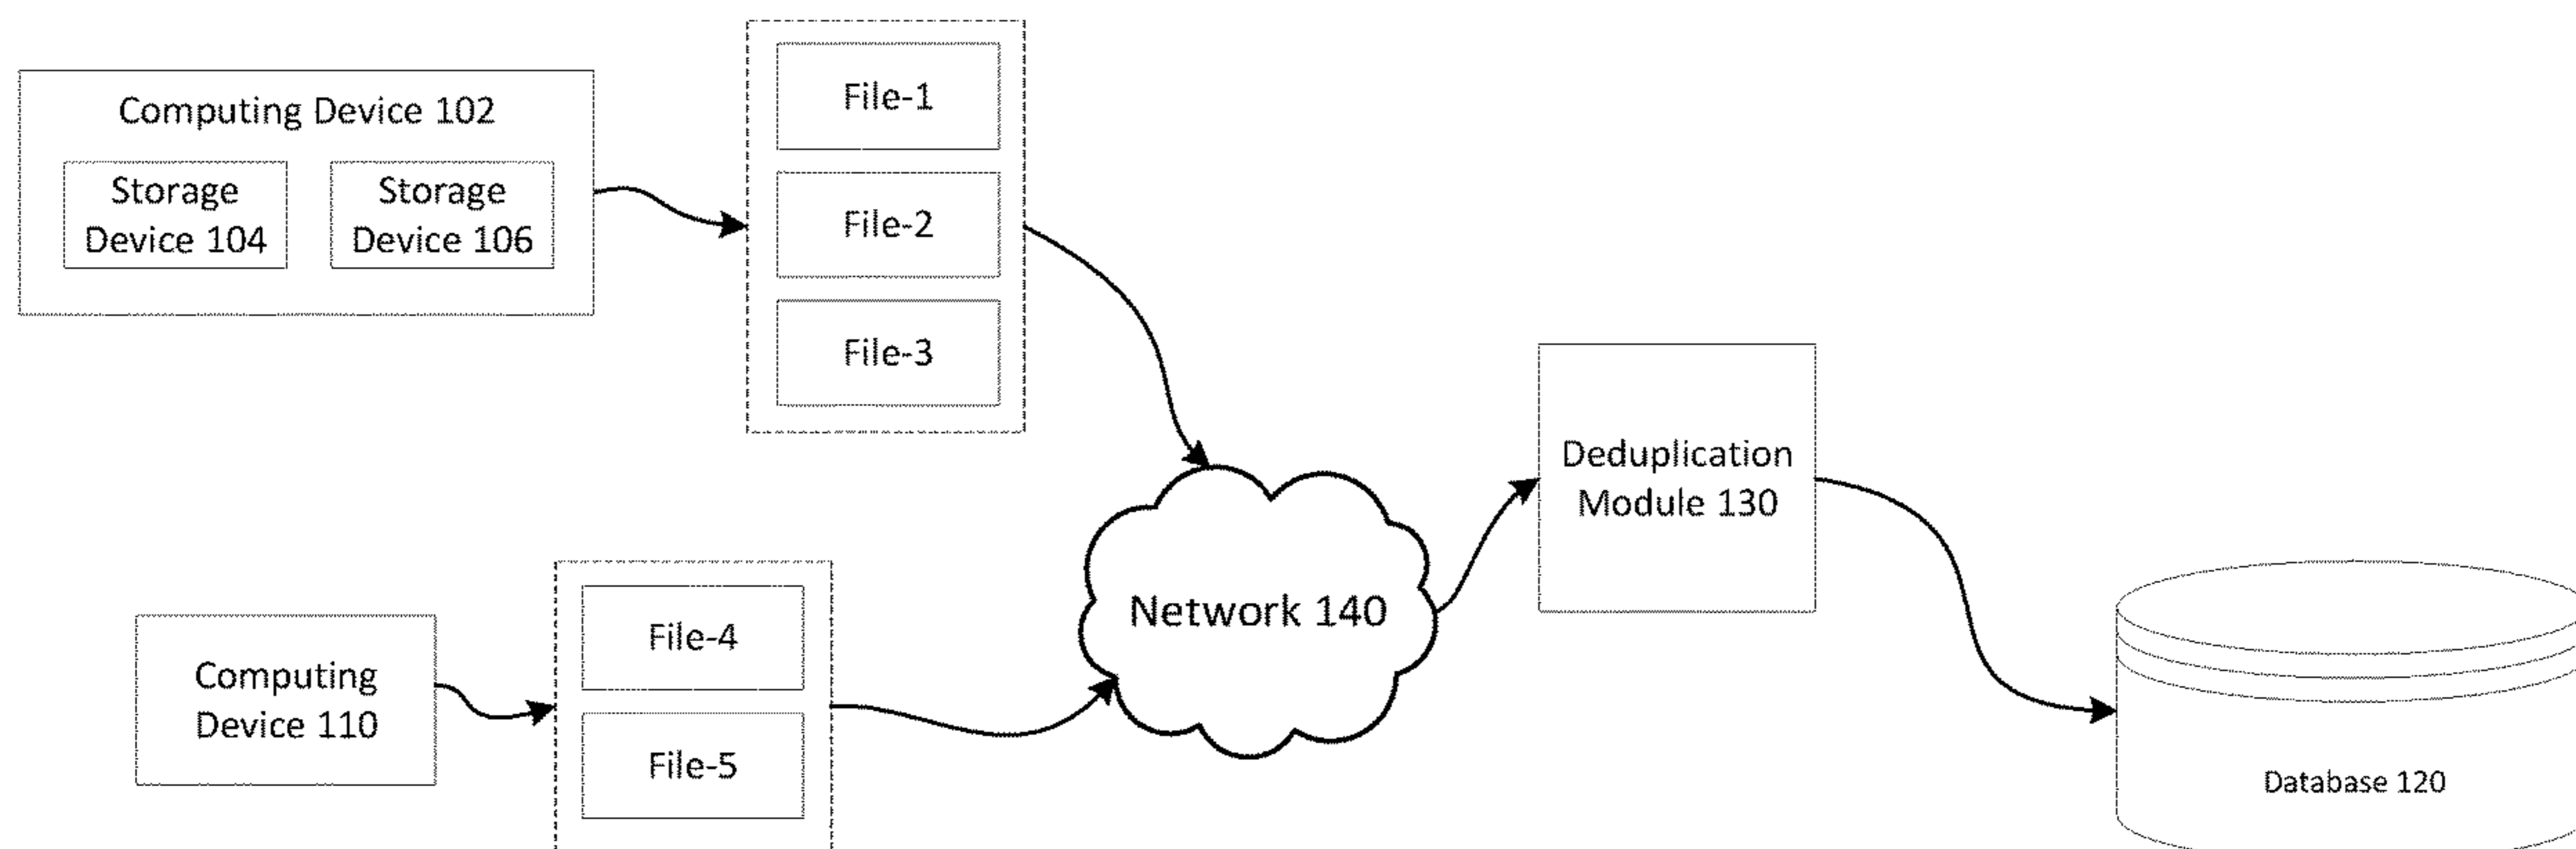 Computing Device 102
Storage
Device 104
Storage
Device 106
File-1
File-2
File-3
Computing
Device 110
File-4
File-5
Network 140
Deduplication
Module 130
Database 120